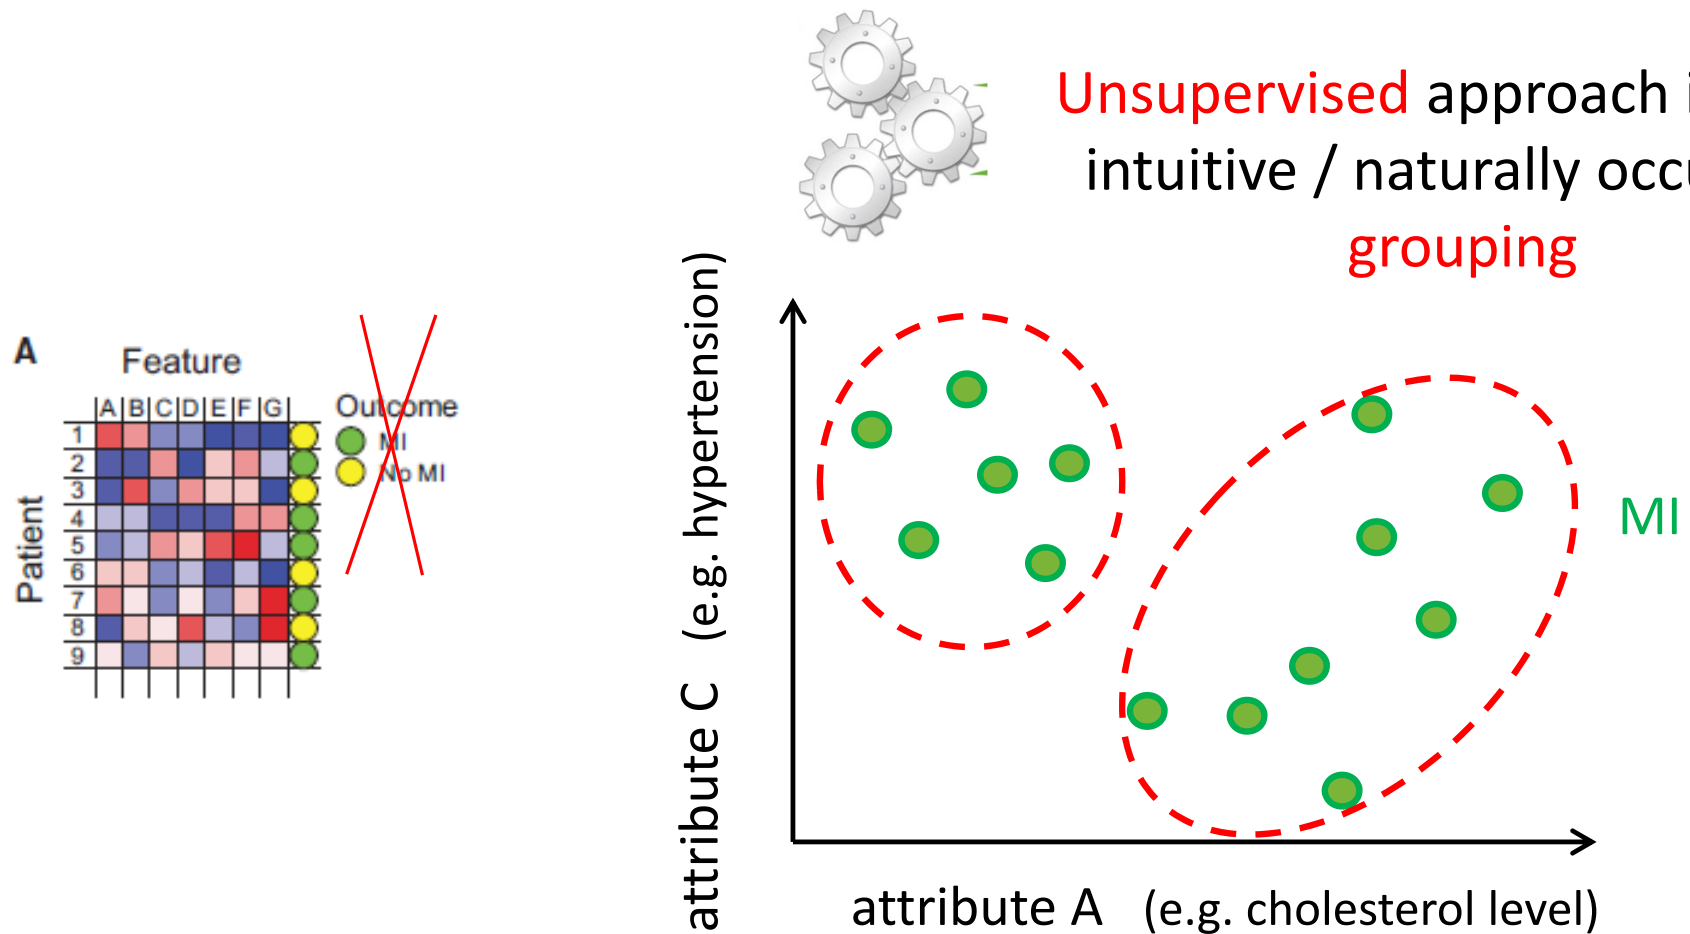 Unsupervised approach i
intuitive / naturally occu
grouping
A
Feature
A B C D E F G
Outcome
MI
No MI
Patient
1
2
3
4
5
6
7
8
9
attribute C (e.g. hypertension)
MI
attribute A (e.g. cholesterol level)